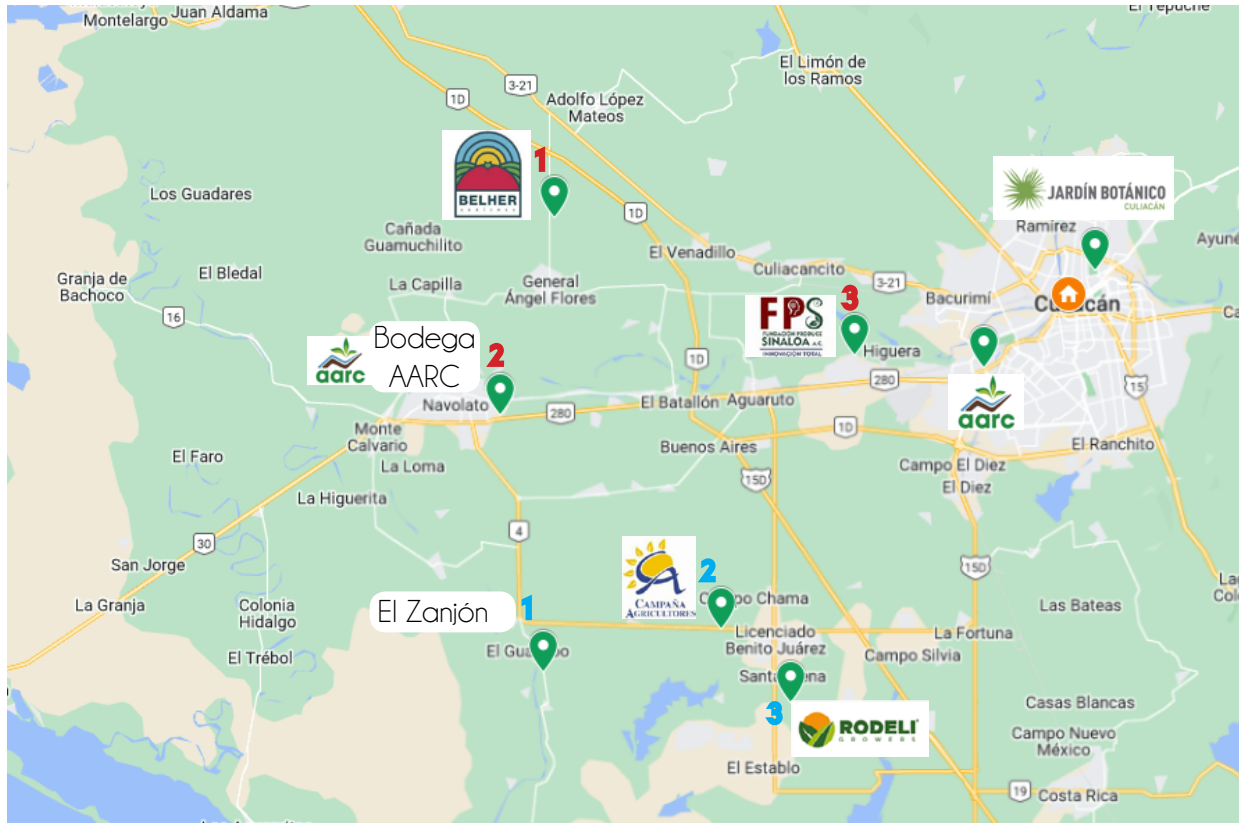 El Tepuche
Montelargo
Juan Aldama
El Limón de
los Ramos
3-21
1D
Adolfo López
Mateos
1
BELHER
JARDÍN BOTÁNICO
CULIACÁN
Los Guadares
1D
Ramirez
Cañada
Guamuchilito
El Venadillo
Culiacancito
Granja de
Bachoco
El Bledal
La Capilla
General
Ángel Flores
3-21
Bacurimí
Culiacán
16
FPS
FUNDACIÓN PRODUCE
SINALOA A.C.
INNOVACIÓN TOTAL
3
Higuera
aarc
Bodega
AARC
2
1D
280
aarc
15
Navolato
280
El Batallón
Aguaruto
Monte
Calvario
1D
El Ranchito
Buenos Aires
El Faro
La Loma
Campo El Diez
El Diez
15D
La Higuerita
4
30
San Jorge
15D
CAMPAÑA
AGRICULTORES
2
La Granja
Colonia
Hidalgo
El Zanjón
1
Chama
Las Bateas
Licenciado
Benito Juárez
La Fortuna
El Trébol
Campo Silvia
3
RODELI
GROWERS
Casas Blancas
Campo Nuevo
México
El Establo
19
Costa Rica